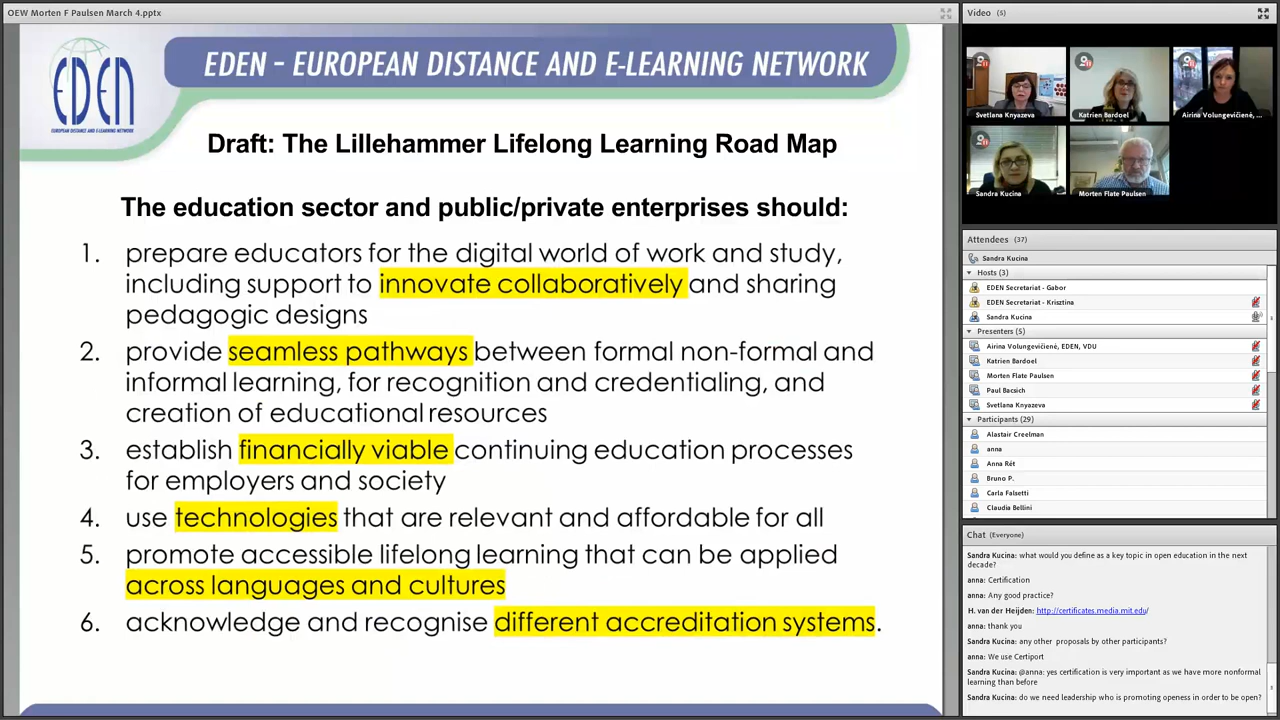 OEW Morten F Paulsen March 4.pptx
EDEN
EUROPEAN DISTANCE AND E-LEARNING NETWORK
EDEN - EUROPEAN DISTANCE AND E-LEARNING NETWORK
Draft: The Lillehammer Lifelong Learning Road Map
The education sector and public/private enterprises should:
1. prepare educators for the digital world of work and study,
including support to innovate collaboratively and sharing
pedagogic designs
2. provide seamless pathways between formal non-formal and
informal learning, for recognition and credentialing, and
creation of educational resources
3. establish financially viable continuing education processes
for employers and society
4. use technologies that are relevant and affordable for all
5. promote accessible lifelong learning that can be applied
across languages and cultures
6. acknowledge and recognise different accreditation systems.
Video (5)
Svetlana Knyazeva
Katrien Bardoel
Airina Volungevičienė, ...
Sandra Kucina
Morten Flate Paulsen
Attendees (37)
Sandra Kucina
Hosts (3)
EDEN Secretariat - Gabor
EDEN Secretariat - Krisztina
Sandra Kucina
Presenters (5)
Airina Volungevičienė, EDEN, VDU
Katrien Bardoel
Morten Flate Paulsen
Paul Bacsich
Svetlana Knyazeva
Participants (29)
Alastair Creelman
anna
Anna Rét
Bruno P.
Carla Falsetti
Claudia Bellini
Chat (Everyone)
Sandra Kucina: what would you define as a key topic in open education in the next
decade?
anna: Certification
anna: Any good practice?
H. van der Heijden: http://certificates.media.mit.edu/
anna: thank you
Sandra Kucina: any other proposals by other participants?
anna: We use Certiport
Sandra Kucina: @anna: yes certification is very important as we have more nonformal
learning than before
Sandra Kucina: do we need leadership who is promoting openess in order to be open?